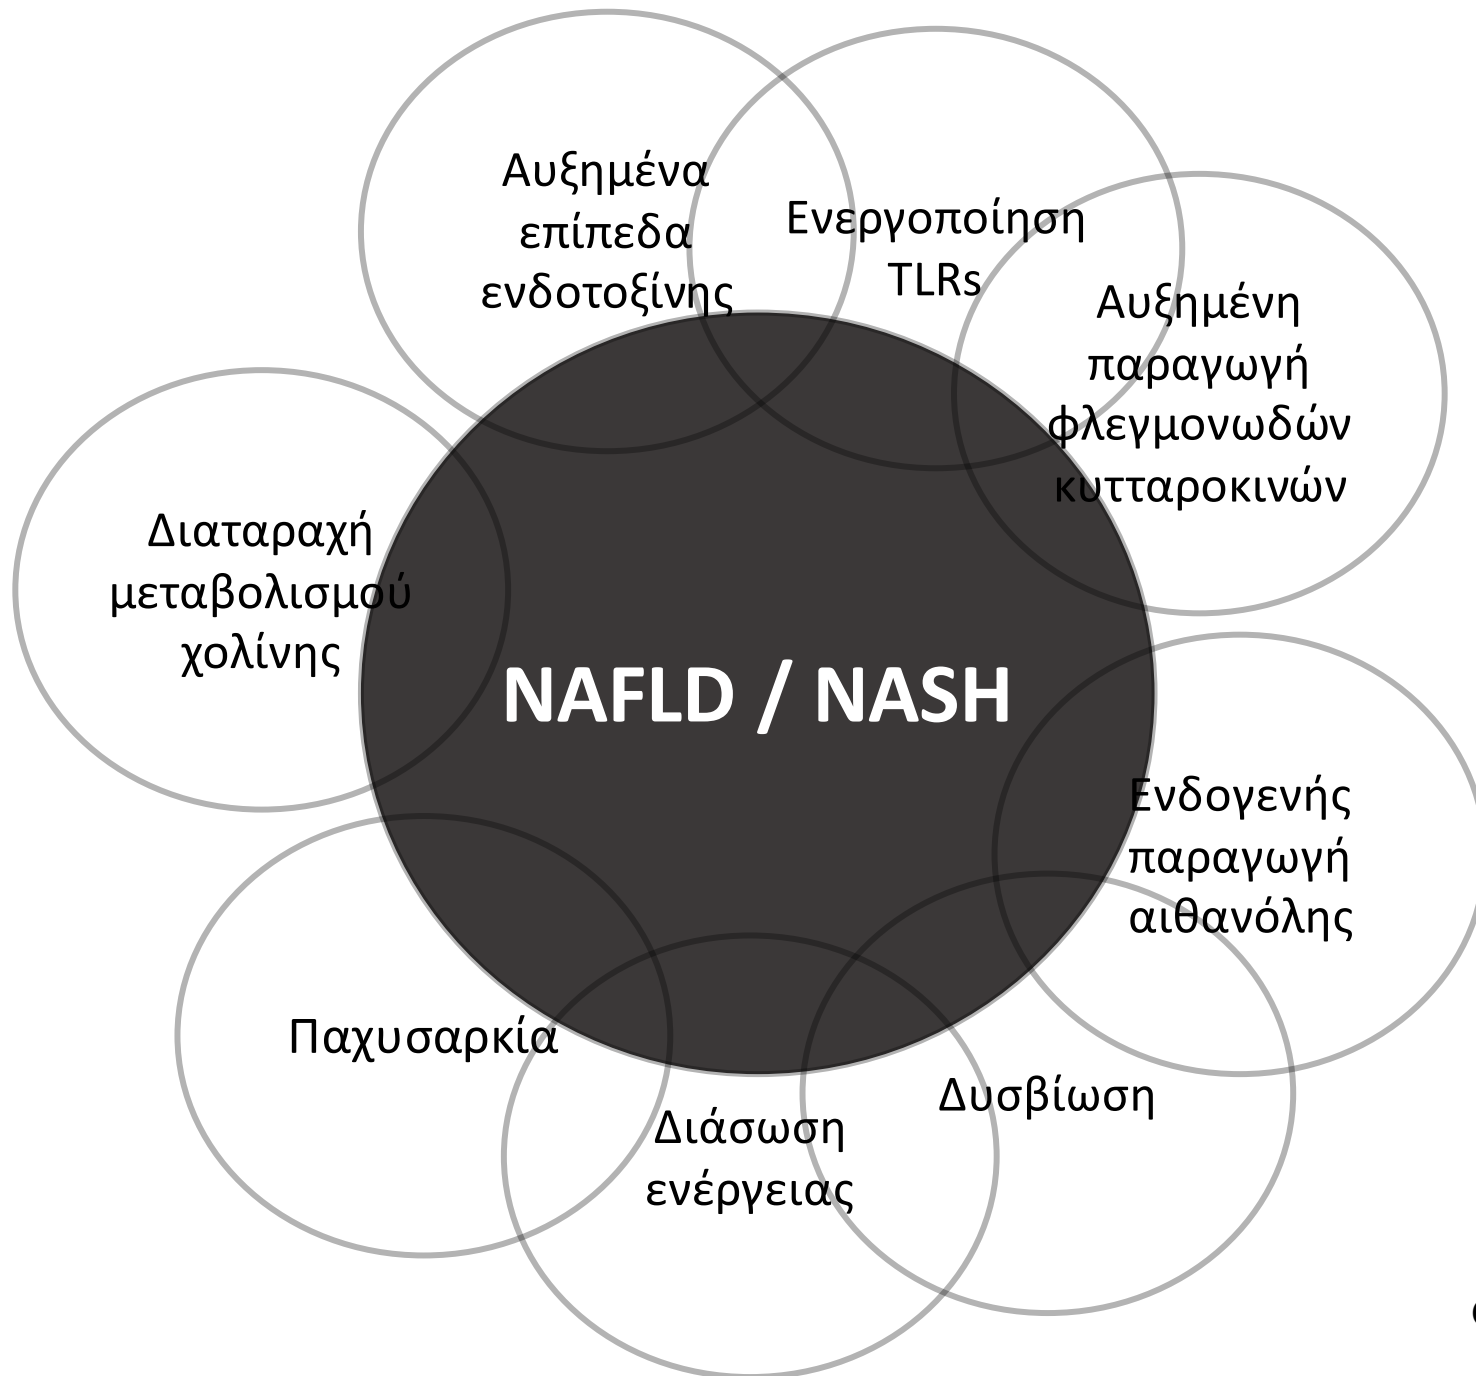 Αυξημένα
επίπεδα
ενδοτοξίνης
Ενεργοποίηση
TLRs
Αυξημένη
παραγωγή
φλεγμονωδών
κυτταροκινών
Διαταραχή
μεταβολισμού
χολίνης
NAFLD / NASH
Ενδογενής
παραγωγή
αιθανόλης
Παχυσαρκία
Διάσωση
ενέργειας
Δυσβίωση